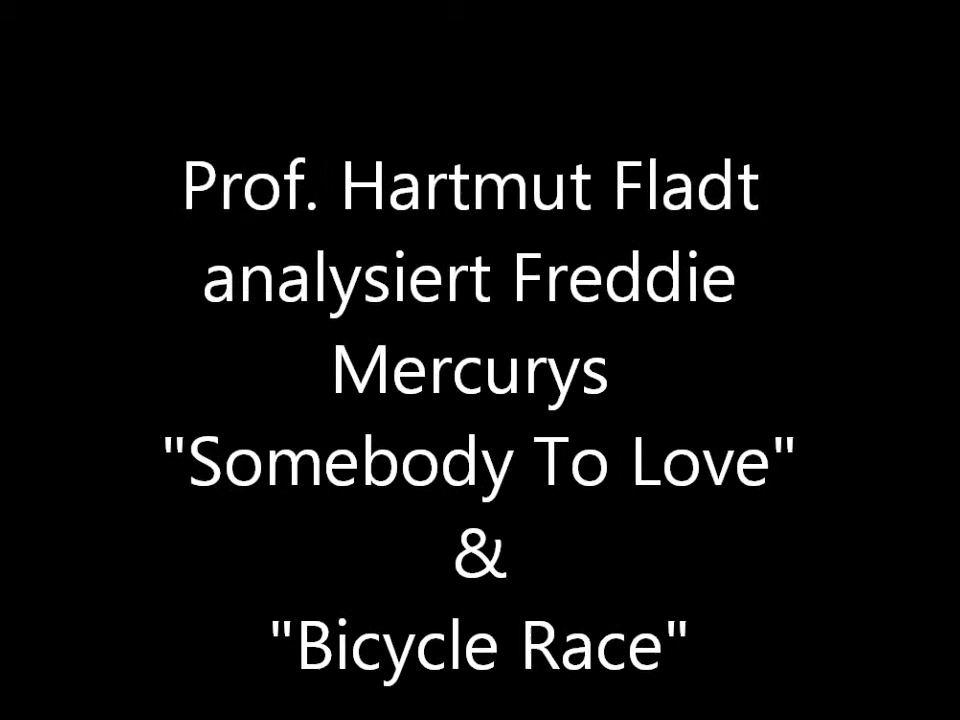 Prof. Hartmut Fladt
analysiert Freddie
Mercurys
"Somebody To Love"
&
"Bicycle Race"